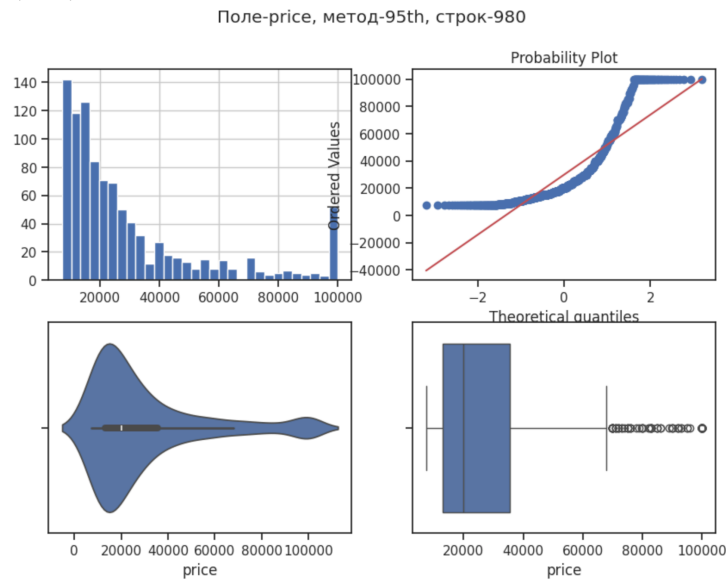 Поле-price, метод-95th, строк-980
140
120
100
80
60
40
20
0
20000 40000 60000 80000 100000
Probability Plot
Ordered Values
100000
80000
60000
40000
20000
0
−20000
−40000
−2 0 2
Theoretical quantiles
0 20000 40000 60000 80000 100000
price
20000 40000 60000 80000 100000
price